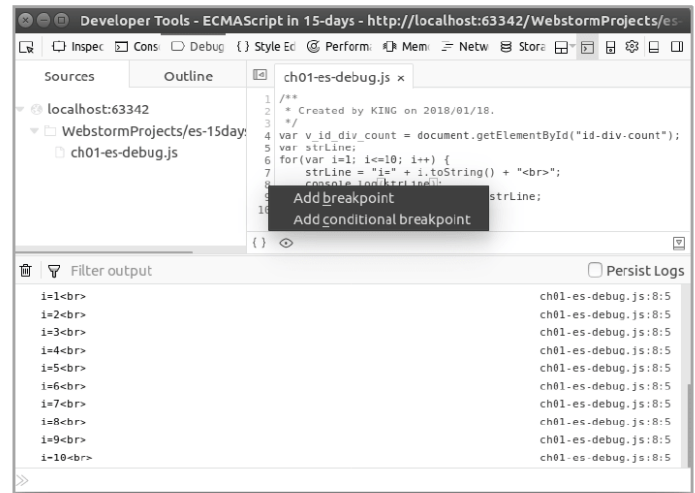 Developer Tools - ECMAScript in 15-days - http://localhost:63342/WebstormProjects/es-
Inspec Cons Debug {} Style Ed Performa Memo Netw Stora
Sources Outline ch01-es-debug.js ×
localhost:63342
WebstormProjects/es-15day
ch01-es-debug.js
1 /**
2 * Created by KING on 2018/01/18.
3 */
4 var v_id_div_count = document.getElementById("id-div-count");
5 var strLine;
6 for(var i=1; i<=10; i++) {
7 strLine = "i=" + i.toString() + "<br>";
8 console.log(strLine);
9 strLine;
10
Add breakpoint
Add conditional breakpoint
{ }
Filter output Persist Logs
i=1<br> ch01-es-debug.js:8:5
i=2<br> ch01-es-debug.js:8:5
i=3<br> ch01-es-debug.js:8:5
i=4<br> ch01-es-debug.js:8:5
i=5<br> ch01-es-debug.js:8:5
i=6<br> ch01-es-debug.js:8:5
i=7<br> ch01-es-debug.js:8:5
i=8<br> ch01-es-debug.js:8:5
i=9<br> ch01-es-debug.js:8:5
i=10<br> ch01-es-debug.js:8:5